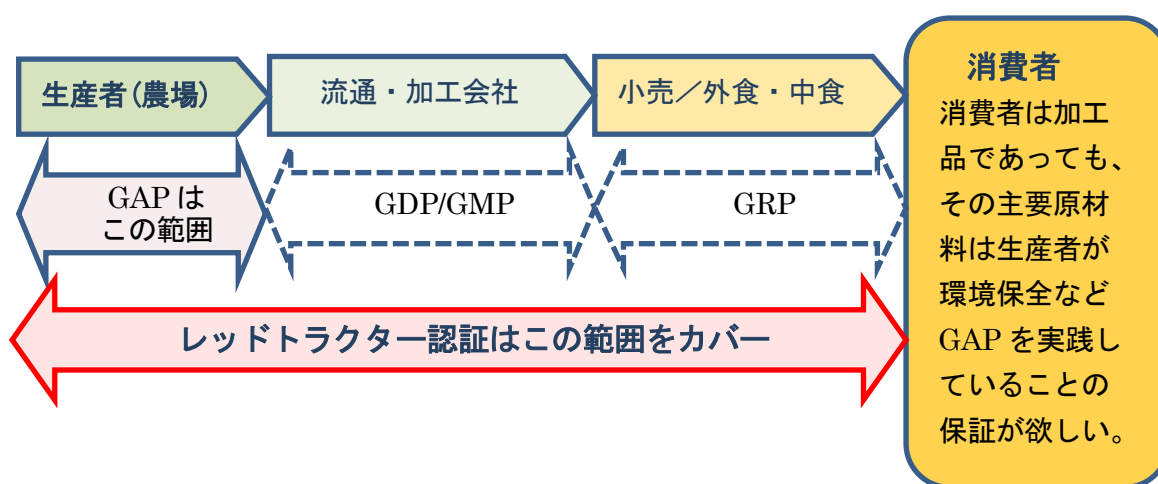 生産者(農場)
流通・加工会社
小売／外食・中食
GAP は
この範囲
GDP/GMP
GRP
レッドトラクター認証はこの範囲をカバー
消費者
消費者は加工
品であっても、
その主要原材
料は生産者が
環境保全など
GAP を実践し
ていることの
保証が欲しい。